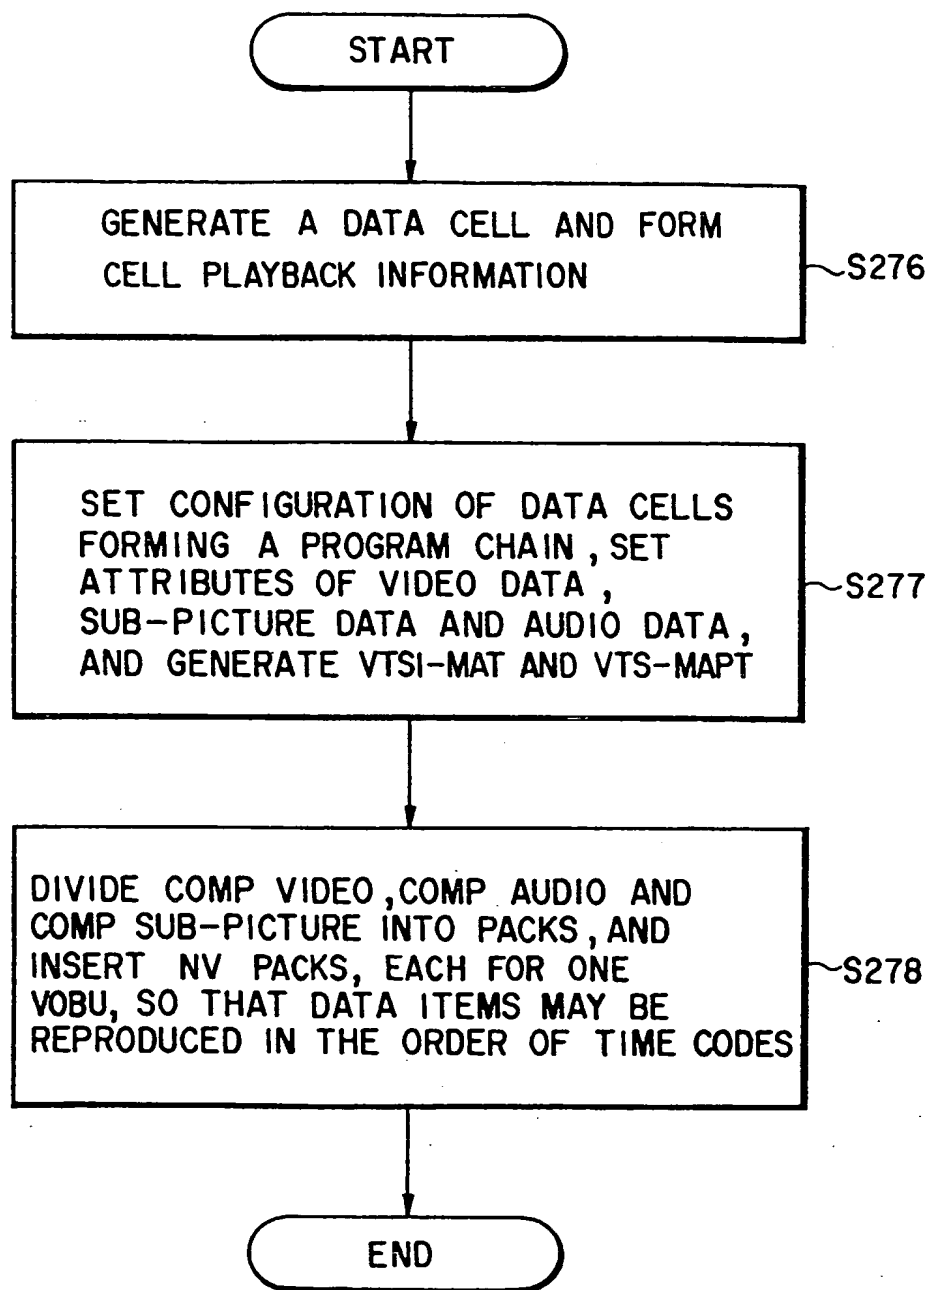 START
GENERATE A DATA CELL AND FORM
CELL PLAYBACK INFORMATION
S276
SET CONFIGURATION OF DATA CELLS
FORMING A PROGRAM CHAIN, SET
ATTRIBUTES OF VIDEO DATA,
SUB-PICTURE DATA AND AUDIO DATA,
AND GENERATE VTSI-MAT AND VTS-MAPT
S277
DIVIDE COMP VIDEO, COMP AUDIO AND
COMP SUB-PICTURE INTO PACKS, AND
INSERT NV PACKS, EACH FOR ONE
VOBU, SO THAT DATA ITEMS MAY BE
REPRODUCED IN THE ORDER OF TIME CODES
S278
END